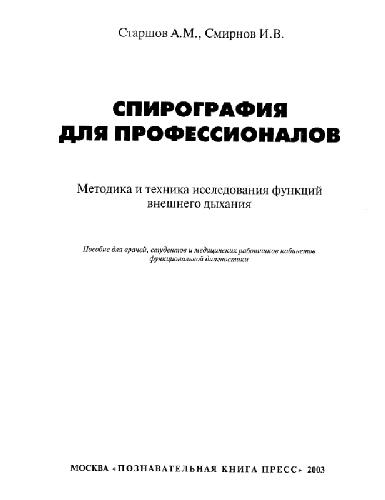 Старшов А.М., Смирнов И.В.
СПИРОГРАФИЯ
ДЛЯ ПРОФЕССИОНАЛОВ
Методика и техника исследования функций
внешнего дыхания
Пособие для врачей, студентов и медицинских работников кабинетов
функциональной диагностики
МОСКВА «ПОЗНАВАТЕЛЬНАЯ КНИГА ПРЕСС» 2003